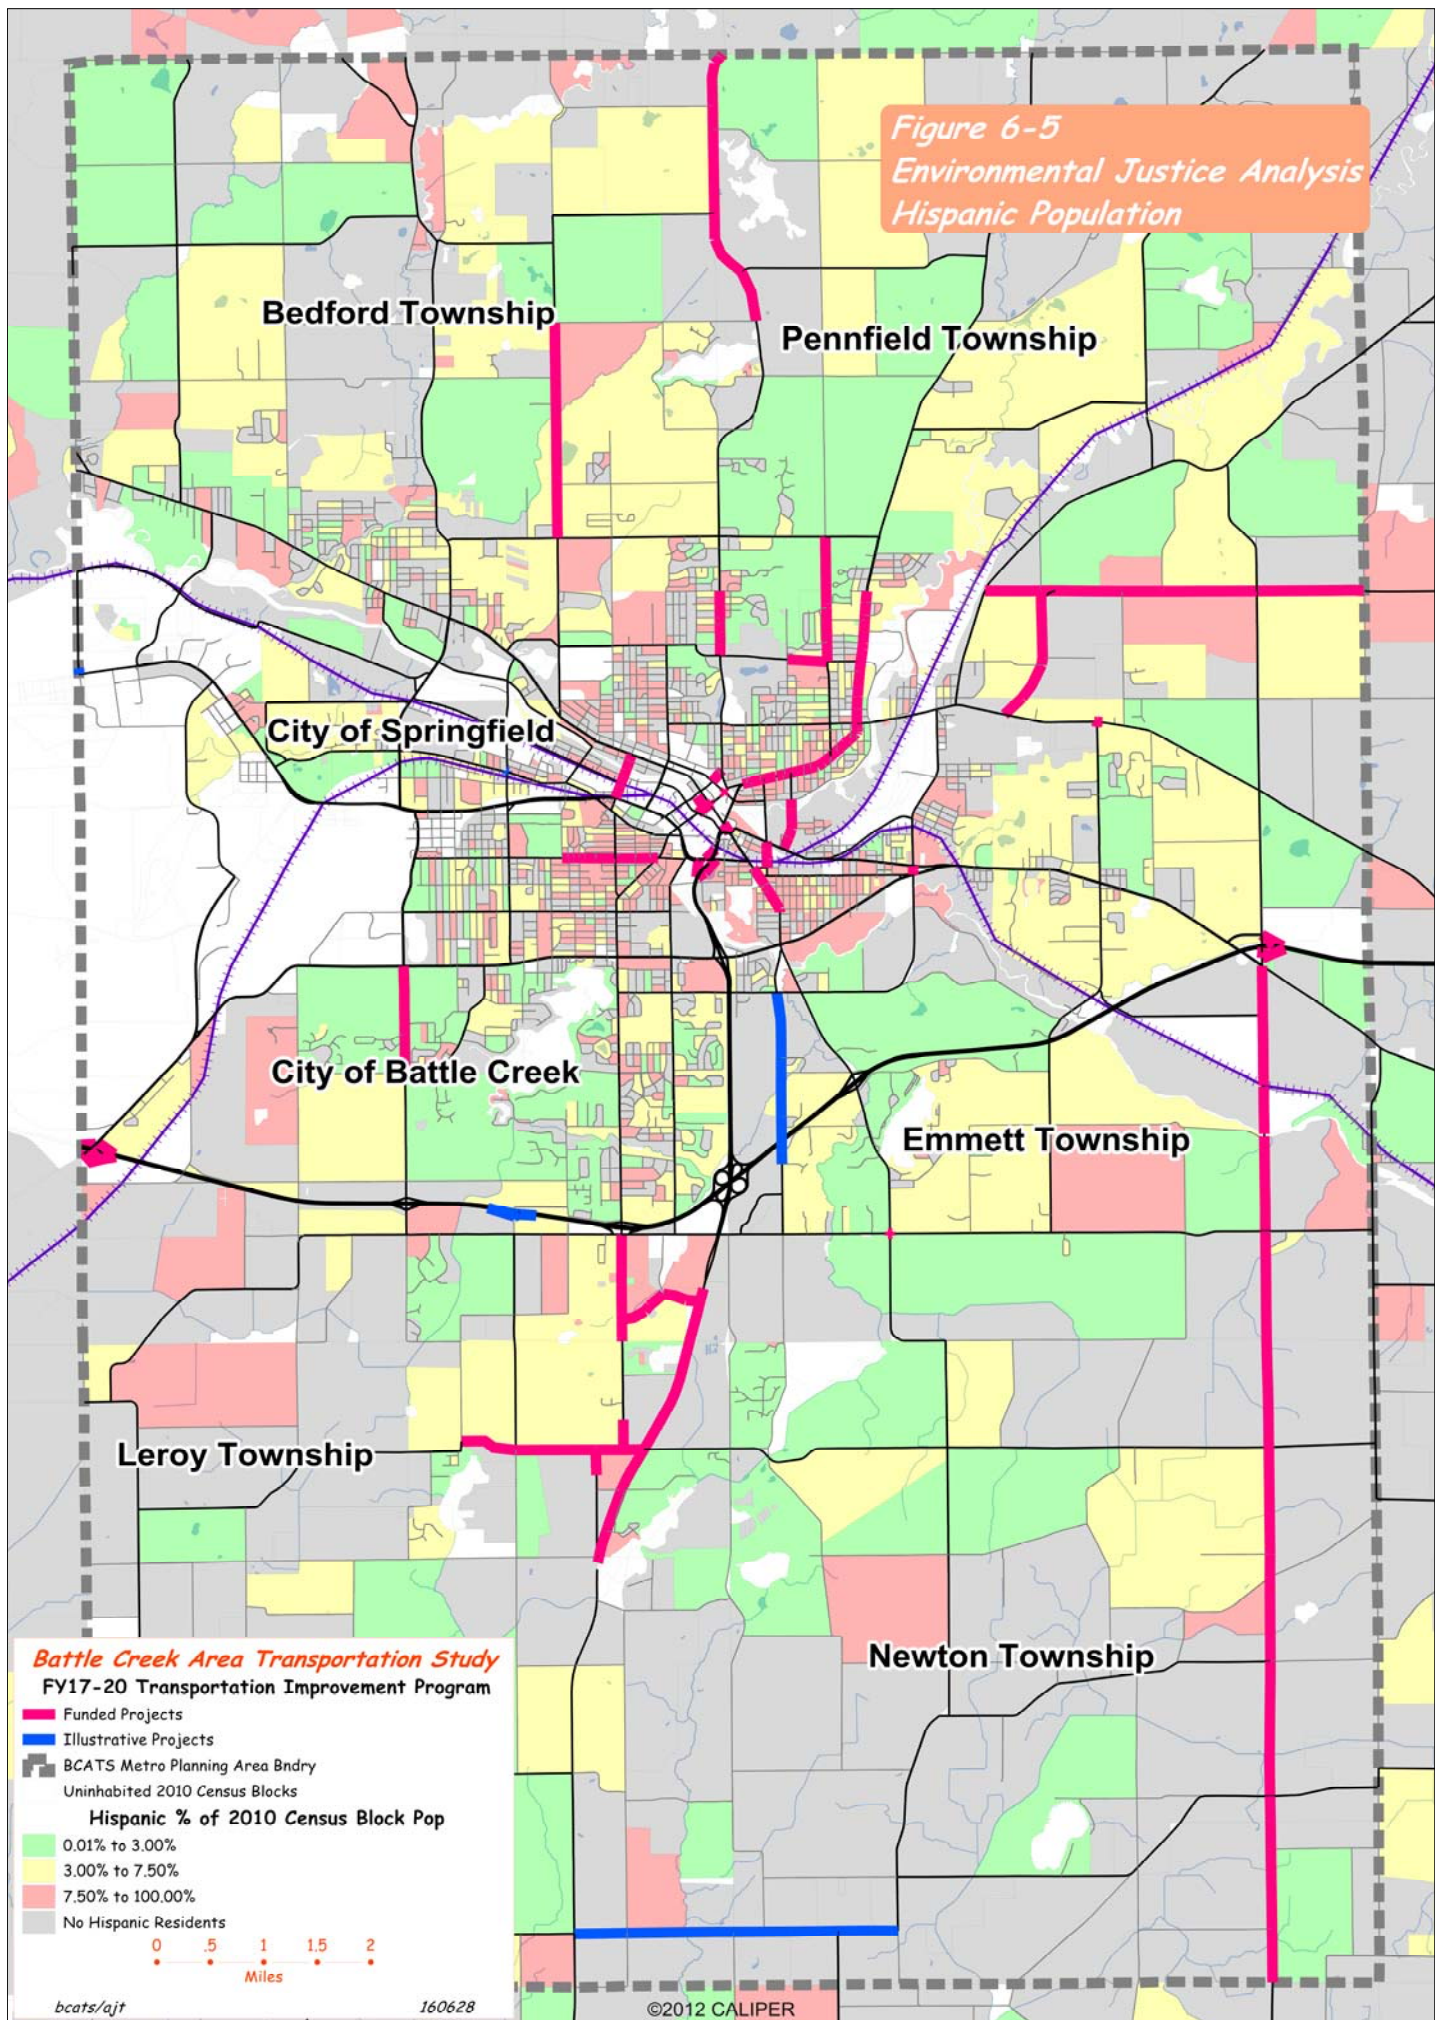 Figure 6-5
Environmental Justice Analysis
Hispanic Population
Bedford Township
Pennfield Township
City of Springfield
City of Battle Creek
Emmett Township
Leroy Township
Newton Township
Battle Creek Area Transportation Study
FY17-20 Transportation Improvement Program
Funded Projects
Illustrative Projects
BCATS Metro Planning Area Bndry
Uninhabited 2010 Census Blocks
Hispanic % of 2010 Census Block Pop
0.01% to 3.00%
3.00% to 7.50%
7.50% to 100.00%
No Hispanic Residents
0 .5 1 1.5 2
Miles
bcats/ajt 160628
©2012 CALIPER